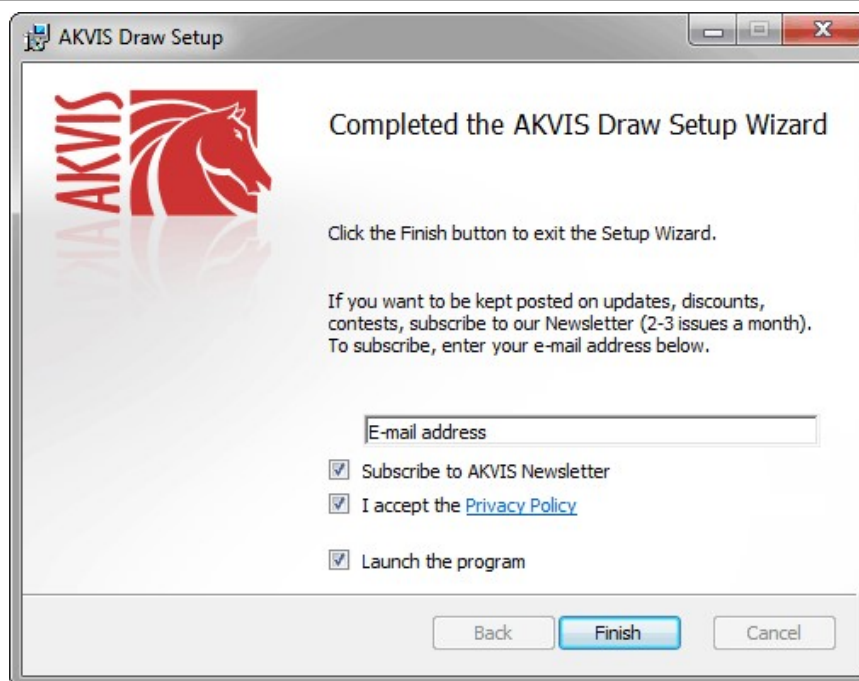 AKVIS Draw Setup
AKVIS
Completed the AKVIS Draw Setup Wizard
Click the Finish button to exit the Setup Wizard.
If you want to be kept posted on updates, discounts,
contests, subscribe to our Newsletter (2-3 issues a month).
To subscribe, enter your e-mail address below.
E-mail address
Subscribe to AKVIS Newsletter
I accept the Privacy Policy
Launch the program
Back Finish Cancel